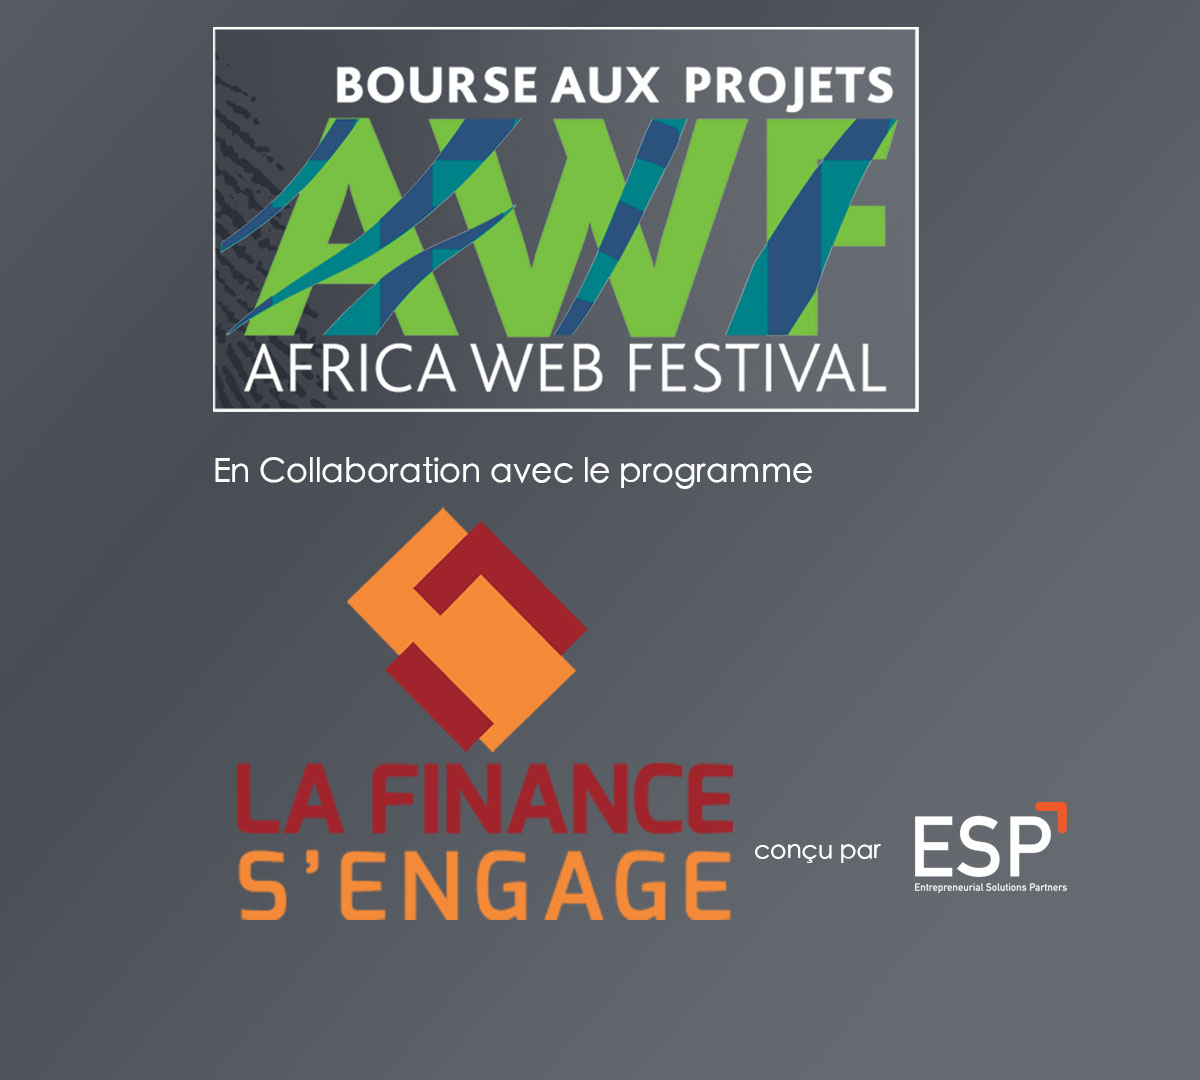 BOURSE AUX PROJETS
AWF
AFRICA WEB FESTIVAL
En Collaboration avec le programme
LA FINANCE
S'ENGAGE
conçu par
ESP
Entrepreneurial Solutions Partners